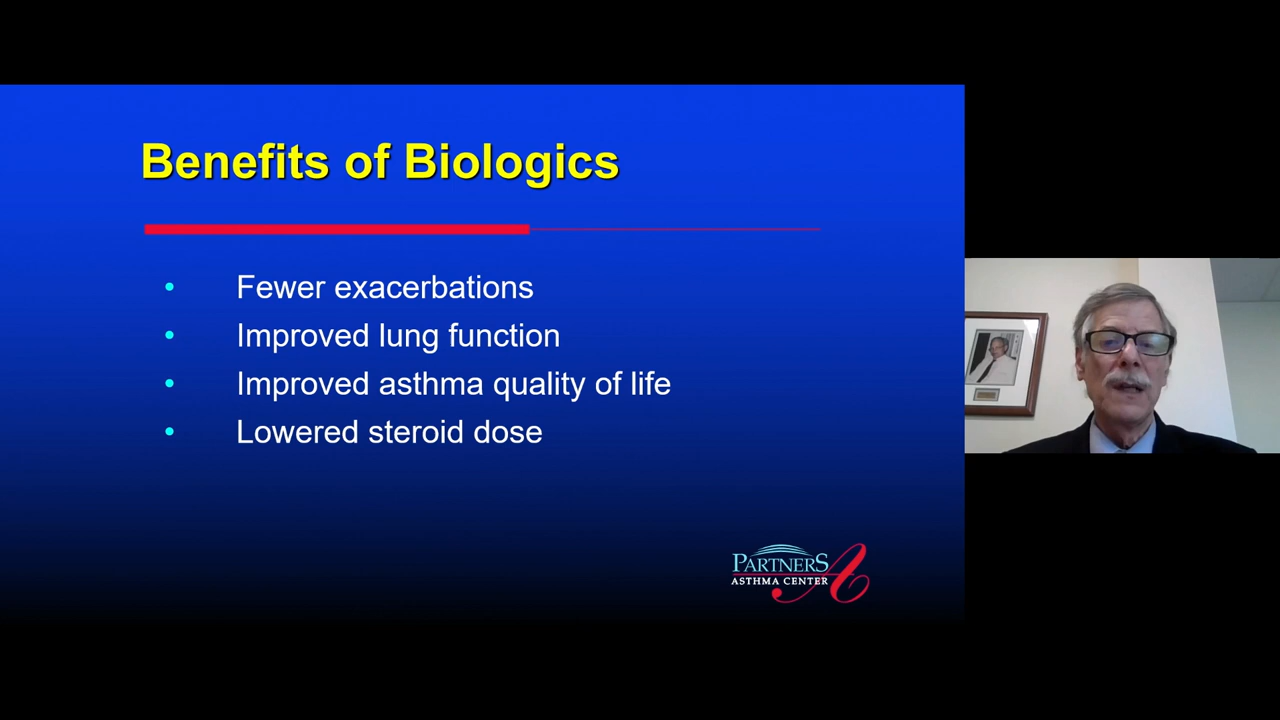 Benefits of Biologics
• Fewer exacerbations
• Improved lung function
• Improved asthma quality of life
• Lowered steroid dose
PARTNERS
ASTHMA CENTER